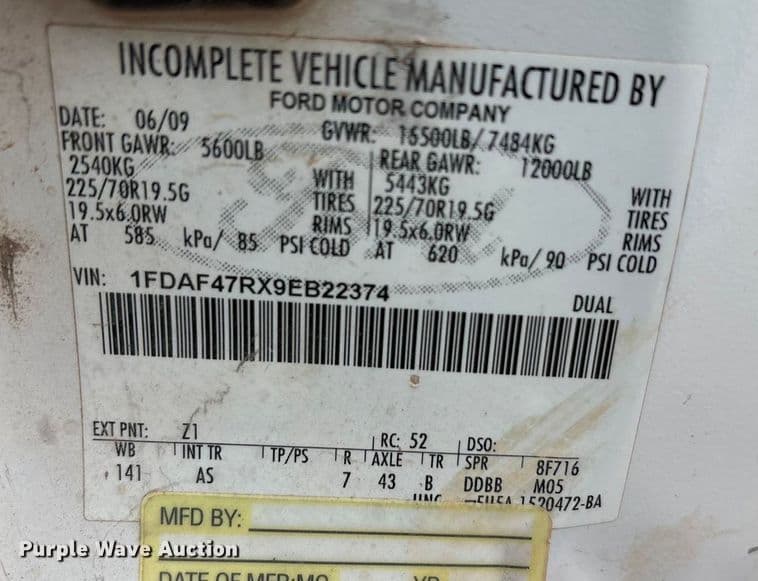 INCOMPLETE VEHICLE MANUFACTURED BY
FORD MOTOR COMPANY
DATE: 06/09 GVWR: 16500LB/ 7484KG
FRONT GAWR: 5600LB REAR GAWR: 12000LB
2540KG WITH 5443KG WITH
225/70R19.5G TIRES 225/70R19.5G TIRES
19.5x6.0RW RIMS 19.5x6.0RW RIMS
AT 585 kPa/ 85 PSI COLD AT 620 kPa/ 90 PSI COLD
VIN: 1FDAF47RX9EB22374 DUAL
EXT PNT: Z1 RC: 52 DSO:
WB INT TR TP/PS R AXLE TR SPR 8F716
141 AS 7 43 B DDBB M05
1520472-BA
MFD BY:
Purple Wave Auction